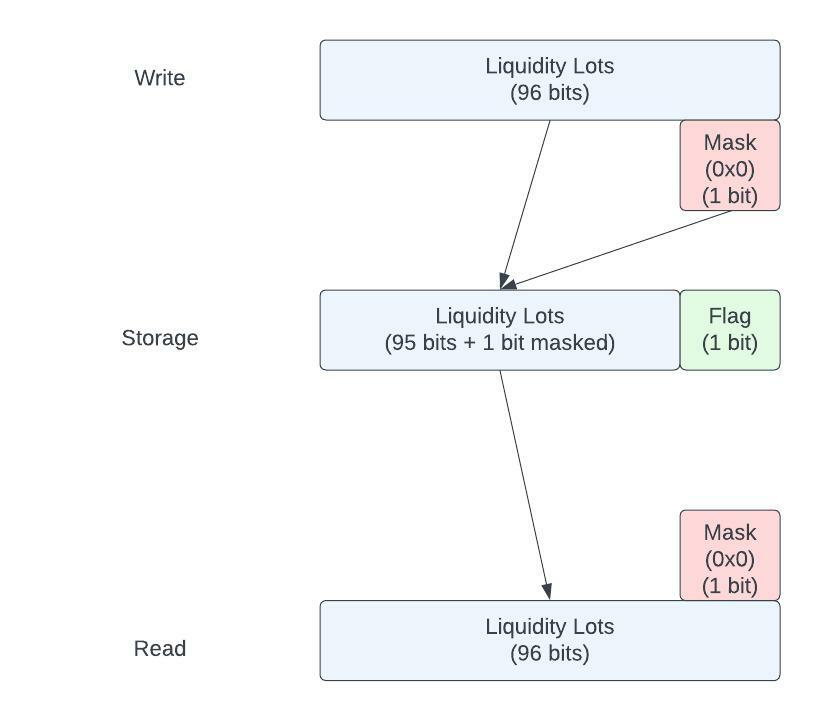 Write
Liquidity Lots
(96 bits)
Mask
(0x0)
(1 bit)
Storage
Liquidity Lots
(95 bits + 1 bit masked)
Flag
(1 bit)
Mask
(0x0)
(1 bit)
Read
Liquidity Lots
(96 bits)